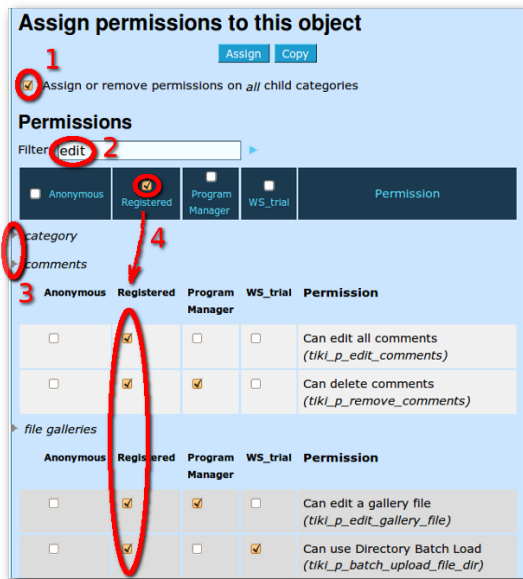 Assign permissions to this object
Assign Copy
1
Assign or remove permissions on all child categories
Permissions
Filter: edit 2
Anonymous Registered Program Manager WS_trial Permission
category
4
comments
3
Anonymous Registered Program Manager WS_trial Permission
Can edit all comments
(tiki_p_edit_comments)
Can delete comments
(tiki_p_remove_comments)
file galleries
Anonymous Registered Program Manager WS_trial Permission
Can edit a gallery file
(tiki_p_edit_gallery_file)
Can use Directory Batch Load
(tiki_p_batch_upload_file_dir)